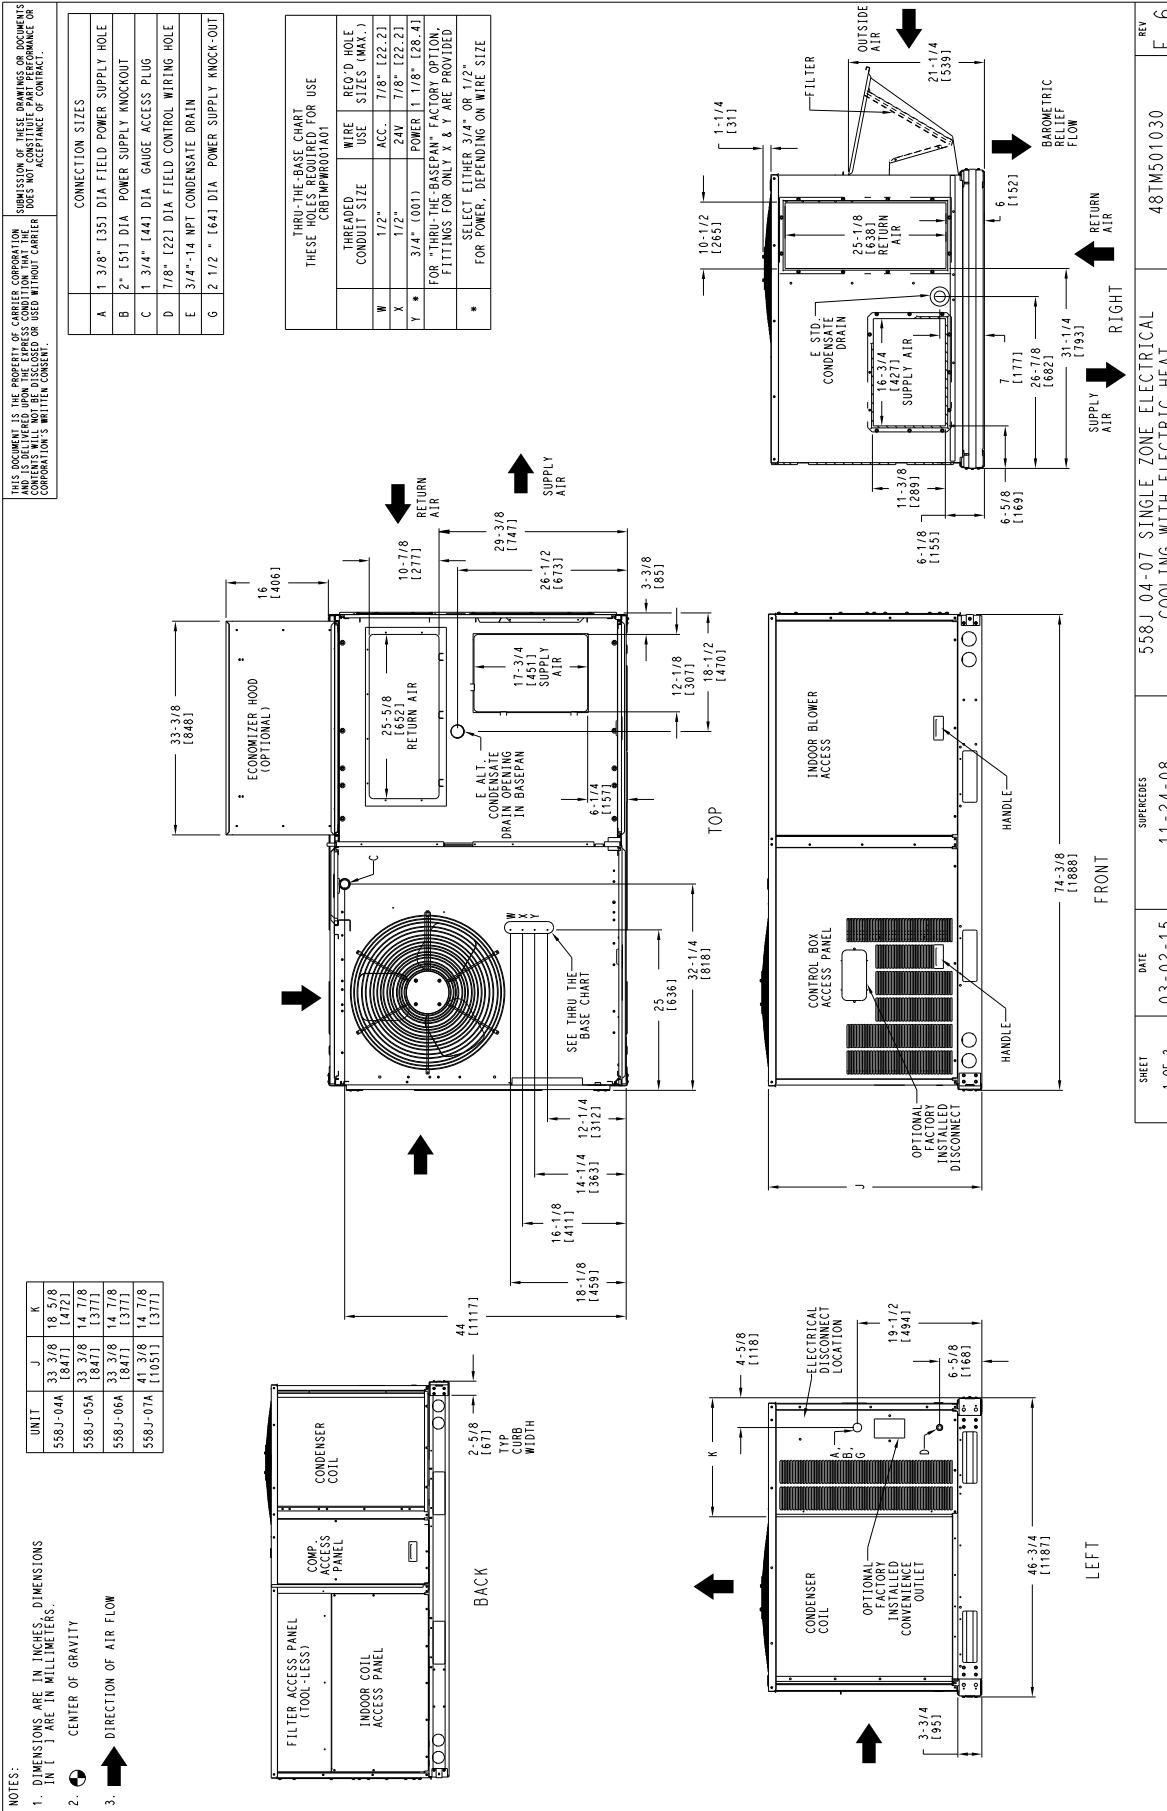 NOTES:
1. DIMENSIONS ARE IN INCHES, DIMENSIONS
IN [ ] ARE IN MILLIMETERS.
2. CENTER OF GRAVITY
3. DIRECTION OF AIR FLOW
UNIT J K
558J-04A 33 3/8 [847] 18 5/8 [472]
558J-05A 33 3/8 [847] 14 7/8 [377]
558J-06A 33 3/8 [847] 14 7/8 [377]
558J-07A 41 3/8 [1051] 14 7/8 [377]
THIS DOCUMENT IS THE PROPERTY OF CARRIER CORPORATION
AND IS DELIVERED UPON THE EXPRESS CONDITION THAT THE
CONTENTS WILL NOT BE DISCLOSED OR USED WITHOUT CARRIER
CORPORATION'S WRITTEN CONSENT.
SUBMISSION OF THESE DRAWINGS OR DOCUMENTS
DOES NOT CONSTITUTE PART PERFORMANCE OR
ACCEPTANCE OF CONTRACT.
CONNECTION SIZES
A 1 3/8" [35] DIA FIELD POWER SUPPLY HOLE
B 2" [51] DIA POWER SUPPLY KNOCKOUT
C 1 3/4" [44] DIA GAUGE ACCESS PLUG
D 7/8" [22] DIA FIELD CONTROL WIRING HOLE
E 3/4"-14 NPT CONDENSATE DRAIN
G 2 1/2 " [64] DIA POWER SUPPLY KNOCK-OUT
THRU-THE-BASE CHART
THESE HOLES REQUIRED FOR USE
CRBTMPWR001A01
THREADED CONDUIT SIZE WIRE USE REQ'D HOLE SIZES (MAX.)
W 1/2" ACC. 7/8" [22.2]
X 1/2" 24V 7/8" [22.2]
Y * 3/4" (001) POWER 1 1/8" [28.4]
FOR "THRU-THE-BASEPAN" FACTORY OPTION,
FITTINGS FOR ONLY X & Y ARE PROVIDED
* SELECT EITHER 3/4" OR 1/2"
FOR POWER, DEPENDING ON WIRE SIZE
FILTER ACCESS PANEL
(TOOL-LESS)
INDOOR COIL
ACCESS PANEL
COMP.
ACCESS
PANEL
CONDENSER
COIL
2-5/8
[67]
TYP
CURB
WIDTH
BACK
33-3/8
[848]
16
[406]
ECONOMIZER HOOD
(OPTIONAL)
C
25-5/8
[652]
RETURN AIR
10-7/8
[277]
RETURN
AIR
SUPPLY
AIR
29-3/8
[747]
26-1/2
[673]
17-3/4
[451]
SUPPLY
AIR
E ALT.
CONDENSATE
DRAIN OPENING
IN BASEPAN
6-1/4
[157]
3-3/8
[85]
12-1/8
[307]
18-1/2
[470]
W
X
Y
SEE THRU THE
BASE CHART
25
[636]
32-1/4
[818]
12-1/4
[312]
14-1/4
[363]
16-1/8
[411]
18-1/8
[459]
44
[1117]
TOP
1-1/4
[31]
FILTER
OUTSIDE
AIR
21-1/4
[539]
10-1/2
[265]
25-1/8
[638]
RETURN
AIR
6
[152]
BAROMETRIC
RELIEF
FLOW
E STD.
CONDENSATE
DRAIN
16-3/4
[427]
SUPPLY AIR
11-3/8
[289]
6-1/8
[155]
6-5/8
[169]
7
[177]
26-7/8
[682]
31-1/4
[793]
RETURN
AIR
SUPPLY
AIR
RIGHT
K
4-5/8
[118]
ELECTRICAL
DISCONNECT
LOCATION
A,
B,
G
D
19-1/2
[494]
6-5/8
[168]
CONDENSER
COIL
OPTIONAL
FACTORY
INSTALLED
CONVENIENCE
OUTLET
3-3/4
[95]
46-3/4
[1187]
LEFT
J
CONTROL BOX
ACCESS PANEL
INDOOR BLOWER
ACCESS
OPTIONAL
FACTORY
INSTALLED
DISCONNECT
HANDLE
HANDLE
74-3/8
[1888]
FRONT
SHEET
1 OF 2
DATE
03-02-15
SUPERCEDES
11-24-08
558J 04-07 SINGLE ZONE ELECTRICAL
COOLING WITH ELECTRIC HEAT
48TM501030
REV